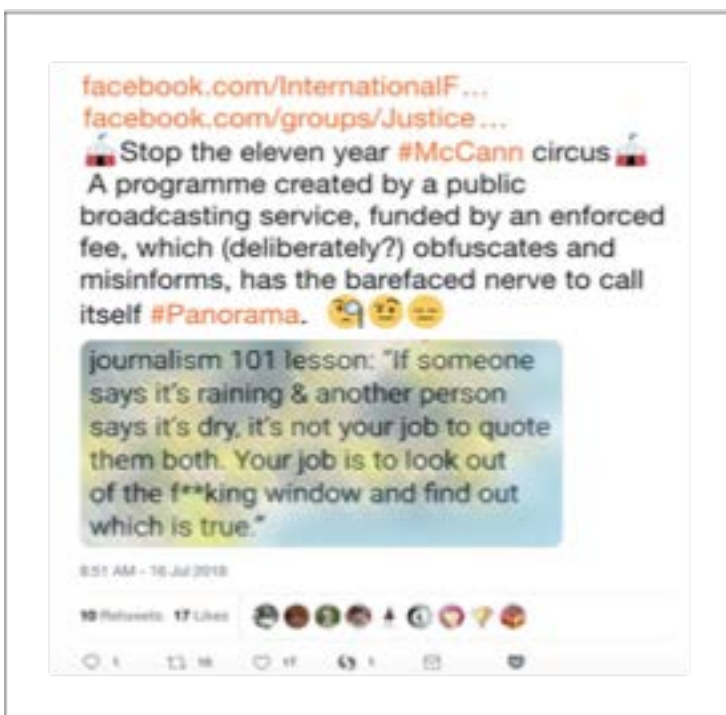 facebook.com/InternationalF...
facebook.com/groups/Justice...
Stop the eleven year #McCann circus
A programme created by a public
broadcasting service, funded by an enforced
fee, which (deliberately?) obfuscates and
misinforms, has the barefaced nerve to call
itself #Panorama.
journalism 101 lesson: "If someone
says it's raining & another person
says it's dry, it's not your job to quote
them both. Your job is to look out
of the f**king window and find out
which is true."
8:51 AM - 16 Jul 2018
10 Retweets 17 Likes
1 10 17 1